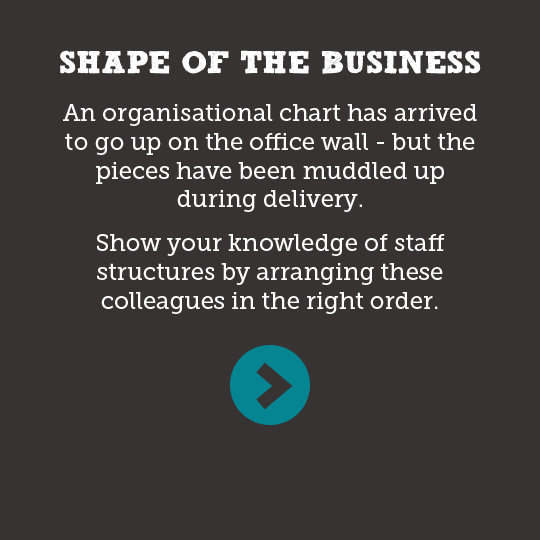 SHAPE OF THE BUSINESS
An organisational chart has arrived
to go up on the office wall - but the
pieces have been muddled up
during delivery.
Show your knowledge of staff
structures by arranging these
colleagues in the right order.